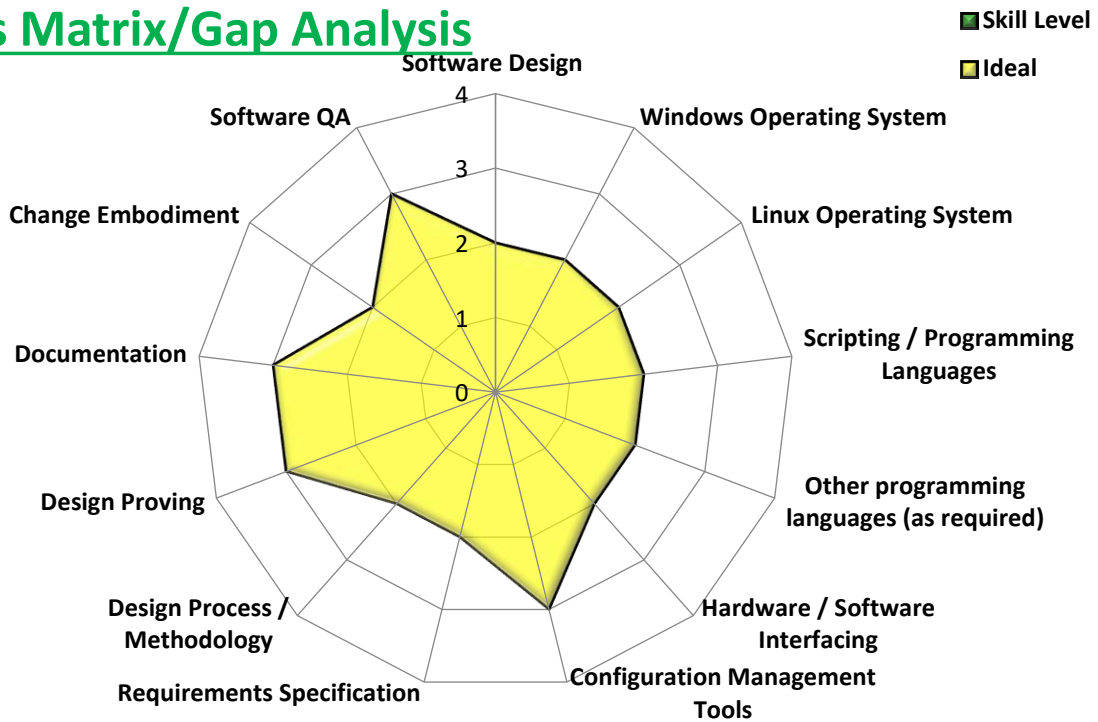 s Matrix/Gap Analysis
Skill Level
Ideal
Software Design
Windows Operating System
Linux Operating System
Scripting / Programming
Languages
Other programming
languages (as required)
Hardware / Software
Interfacing
Configuration Management
Tools
Requirements Specification
Design Process /
Methodology
Design Proving
Documentation
Change Embodiment
Software QA
4
3
2
1
0